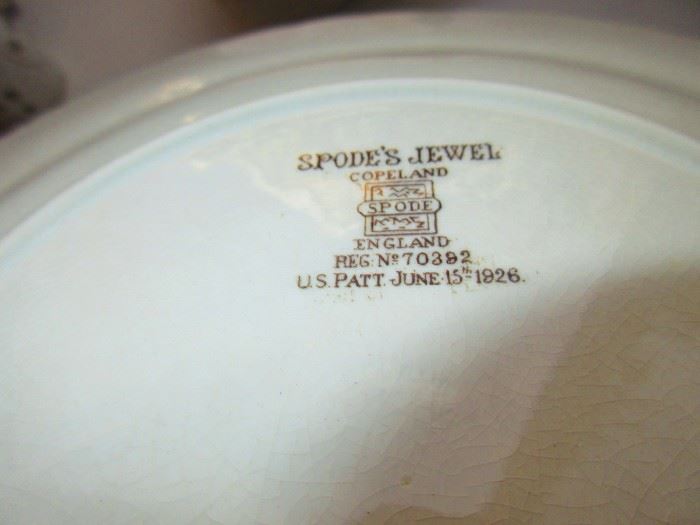 SPODE'S JEWEL
COPELAND
SPODE
ENGLAND
REG. Nº 70392
U.S. PATT. JUNE 15th 1926.